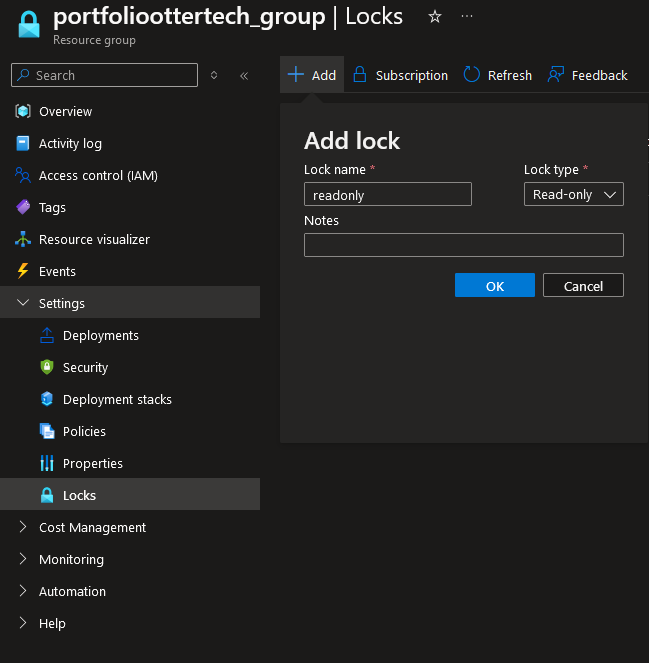 portfolioottertech_group | Locks
Resource group
Search
Add
Subscription
Refresh
Feedback
Overview
Activity log
Access control (IAM)
Tags
Resource visualizer
Events
Settings
Deployments
Security
Deployment stacks
Policies
Properties
Locks
Cost Management
Monitoring
Automation
Help
Add lock
Lock name *
Lock type *
readonly
Read-only
Notes
OK
Cancel